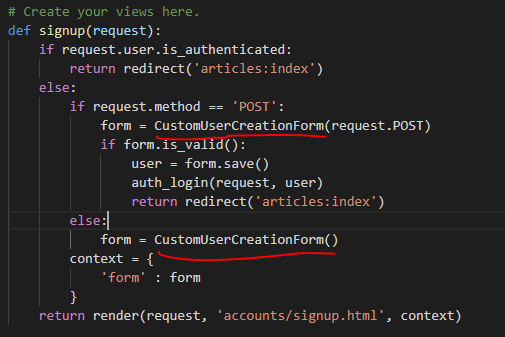 # Create your views here.
def signup(request):
    if request.user.is_authenticated:
        return redirect('articles:index')
    else:
        if request.method == 'POST':
            form = CustomUserCreationForm(request.POST)
            if form.is_valid():
                user = form.save()
                auth_login(request, user)
                return redirect('articles:index')
        else:
            form = CustomUserCreationForm()
        context = {
            'form' : form
        }
    return render(request, 'accounts/signup.html', context)